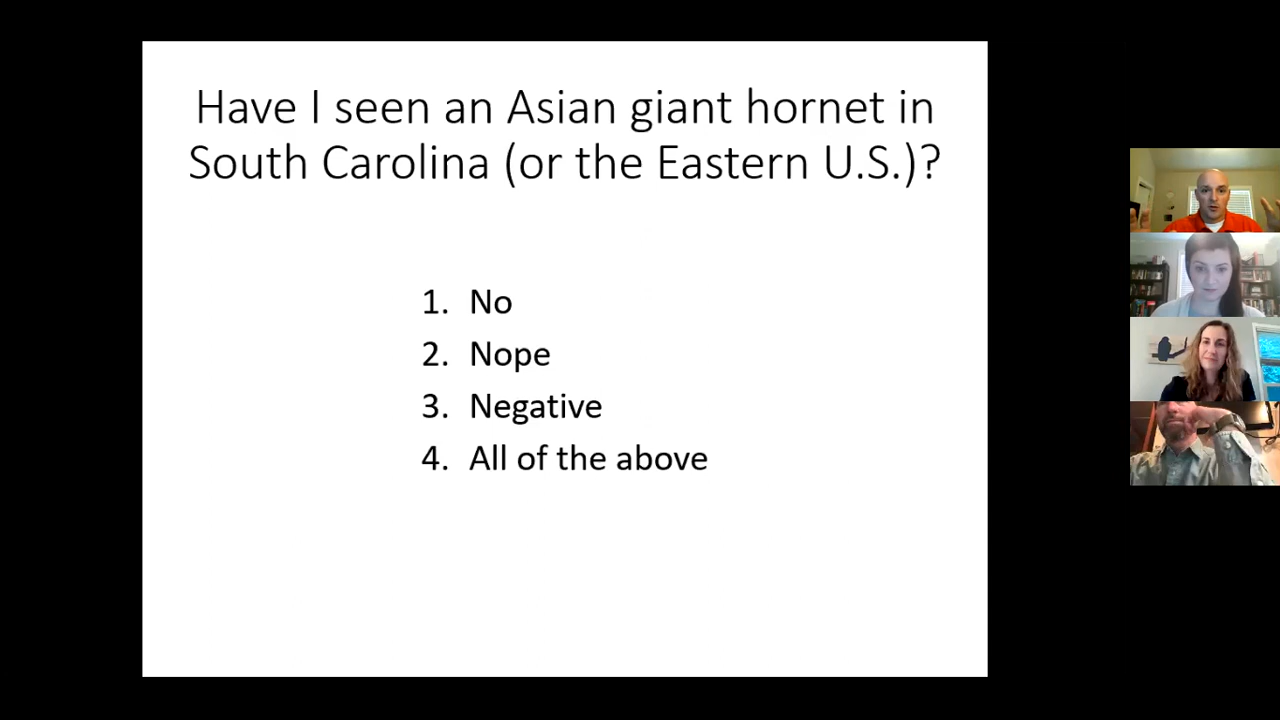 Have I seen an Asian giant hornet in
South Carolina (or the Eastern U.S.)?
1. No
2. Nope
3. Negative
4. All of the above